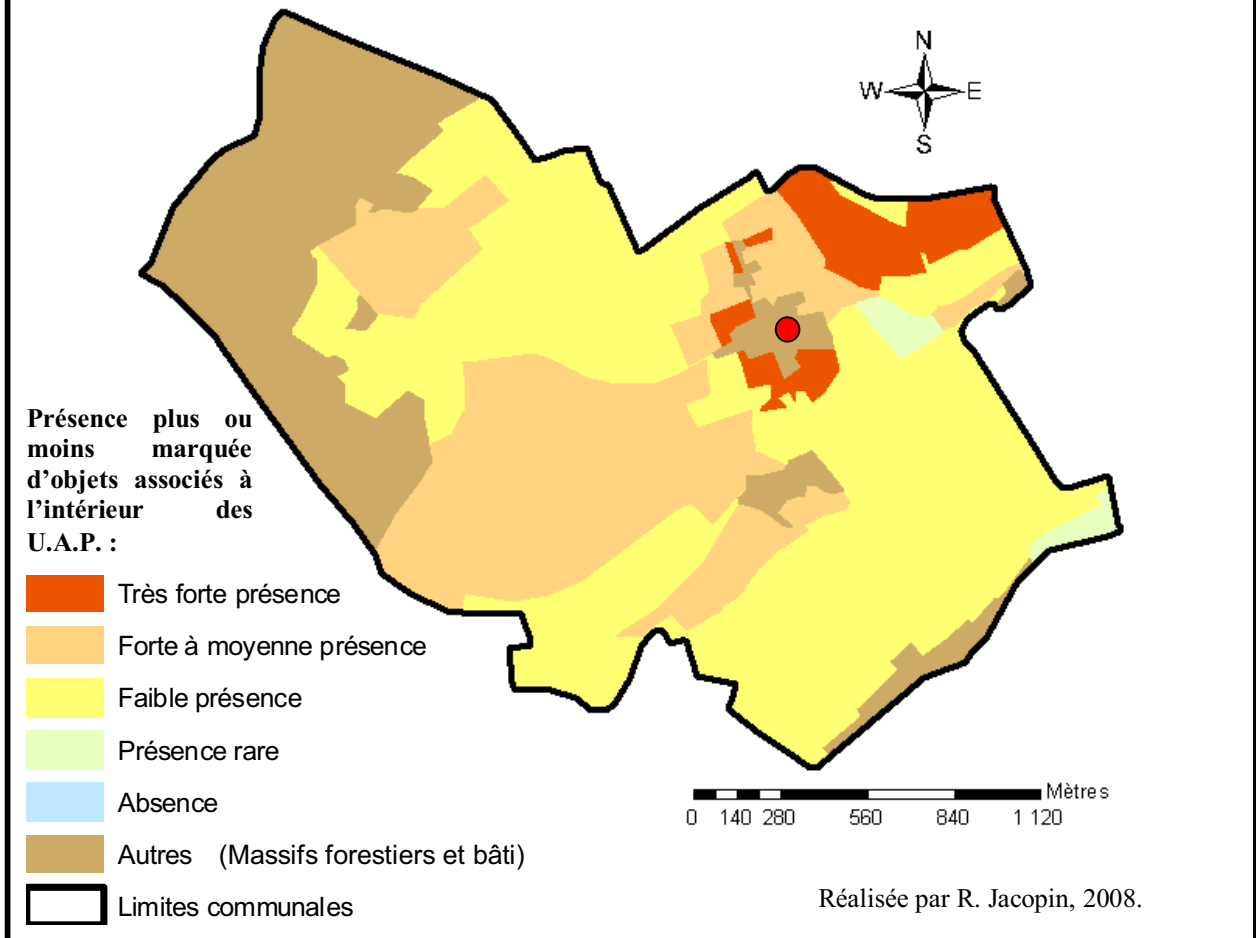 N
W E
S
Présence plus ou
moins marquée
d'objets associés à
l'intérieur des
U.A.P. :
Très forte présence
Forte à moyenne présence
Faible présence
Présence rare
Absence
Autres (Massifs forestiers et bâti)
Limites communales
Mètres
0 140 280 560 840 1 120
Réalisée par R. Jacopin, 2008.